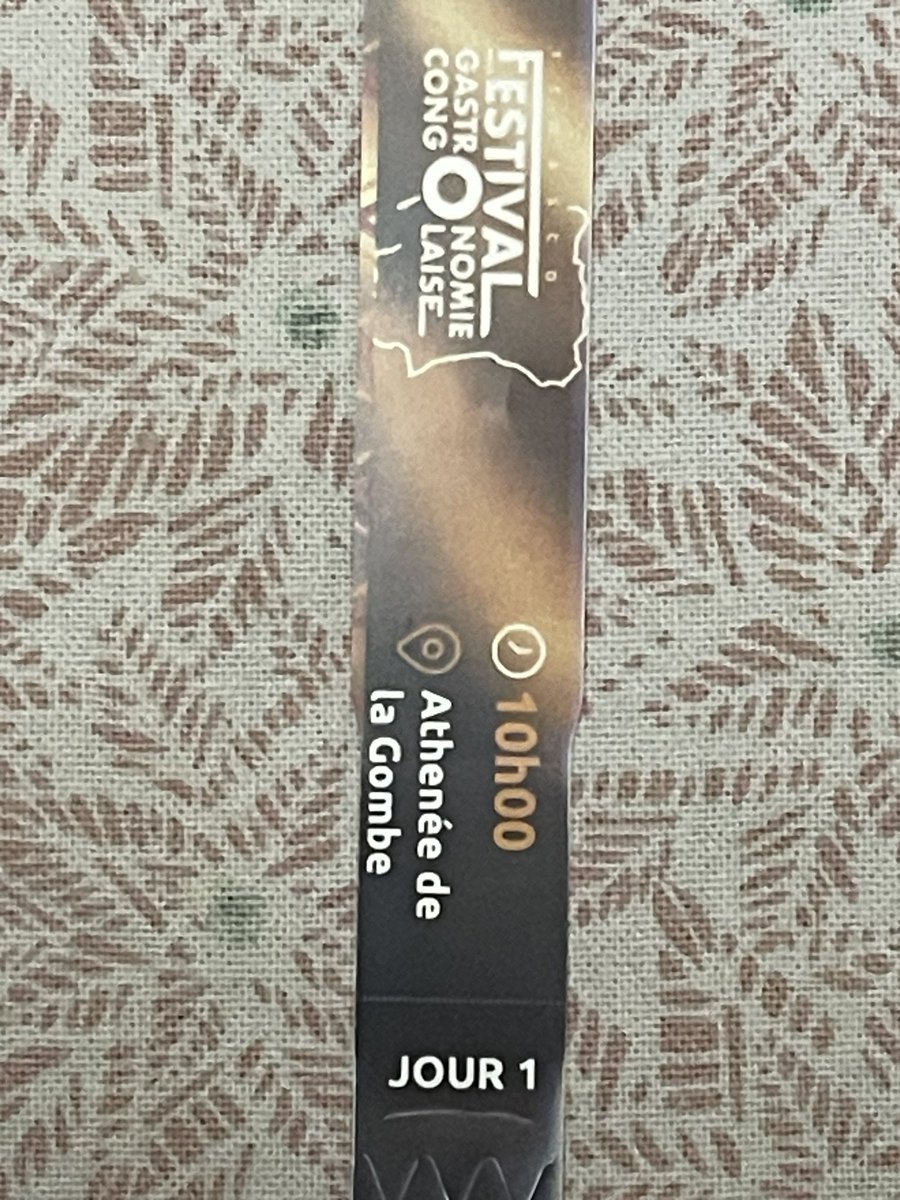 FESTIVAL
GASTRONOMIE
CONGOLAISE
10h00
Athenée de
la Gombe
JOUR 1